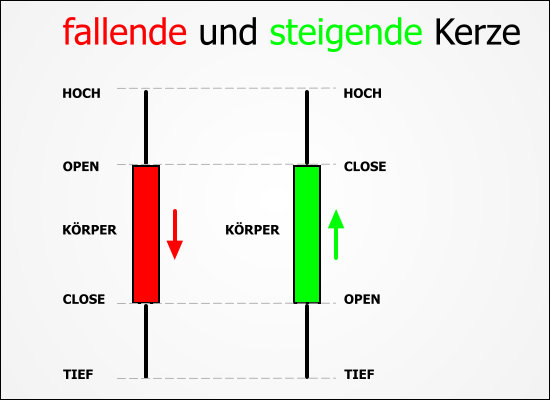 fallende und steigende Kerze
HOCH HOCH
OPEN CLOSE
KÖRPER KÖRPER
CLOSE OPEN
TIEF TIEF